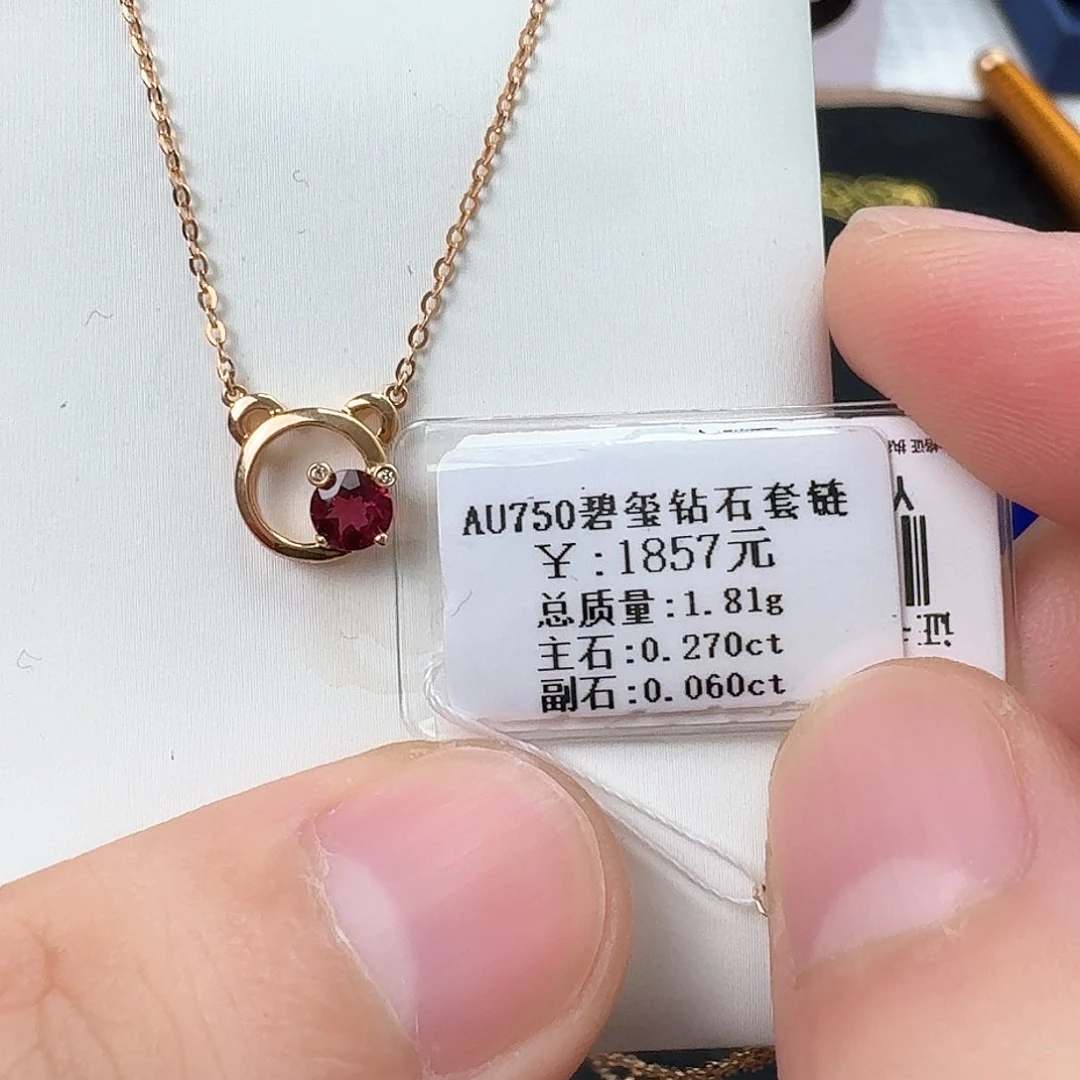 AU750碧玺钻石套链
¥:1857元
总质量:1.81g
主石:0.270ct
副石:0.060ct
证